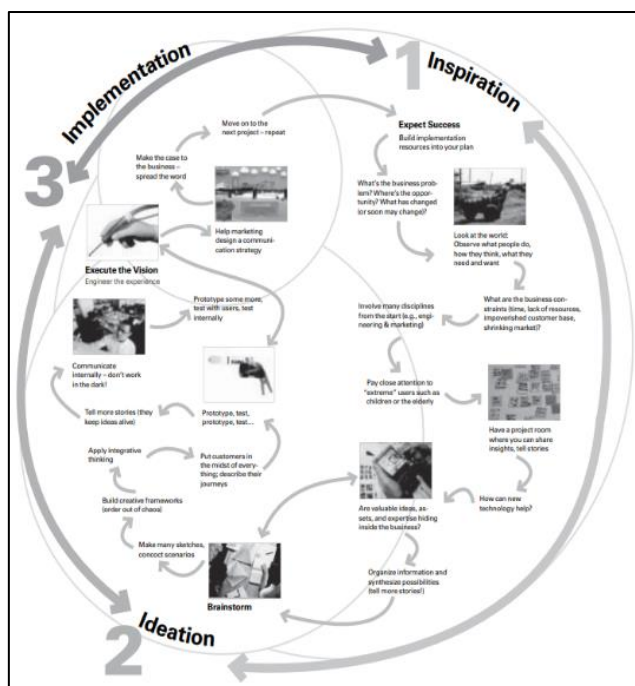 1
Inspiration
Expect Success
Build implementation
resources into your plan
What's the business prob-
lem? Where's the oppor-
tunity? What has changed
(or soon may change)?
Look at the world:
Observe what people do,
how they think, what they
need and want
What are the business con-
straints (time, lack of resources,
impoverished customer base,
shrinking market)?
Involve many disciplines
from the start (e.g., engi-
neering & marketing)
Pay close attention to
"extreme" users such as
children or the elderly
Have a project room
where you can share
insights, tell stories
How can new
technology help?
Are valuable ideas, as-
sets, and expertise hiding
inside the business?
Organize information and
synthesize possibilities
(tell more stories!)
2
Ideation
Brainstorm
Make many sketches,
concoct scenarios
Build creative frameworks
(order out of chaos)
Apply integrative
thinking
Put customers in
the midst of every-
thing; describe their
journeys
Prototype, test,
prototype, test...
Tell more stories (they
keep ideas alive)
Communicate
internally – don't work
in the dark!
Prototype some more,
test with users, test
internally
3
Implementation
Execute the Vision
Engineer the experience
Help marketing
design a communi-
cation strategy
Make the case to
the business –
spread the word
Move on to the
next project – repeat